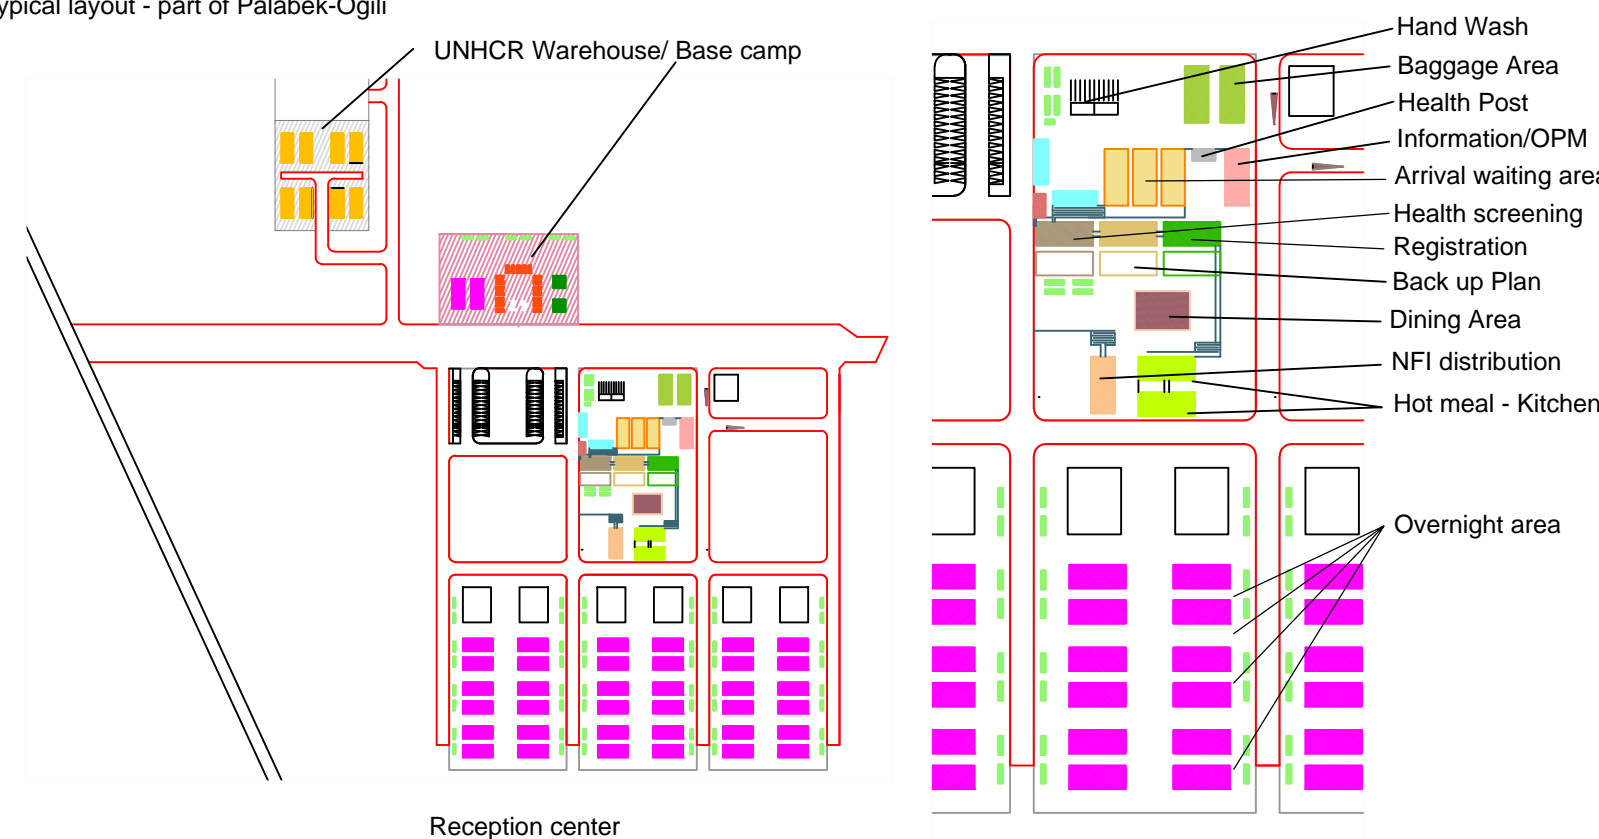 ypical layout - part of Palabek-Ogili
UNHCR Warehouse/ Base camp
Reception center
Hand Wash
Baggage Area
Health Post
Information/OPM
Arrival waiting area
Health screening
Registration
Back up Plan
Dining Area
NFI distribution
Hot meal - Kitchen
Overnight area